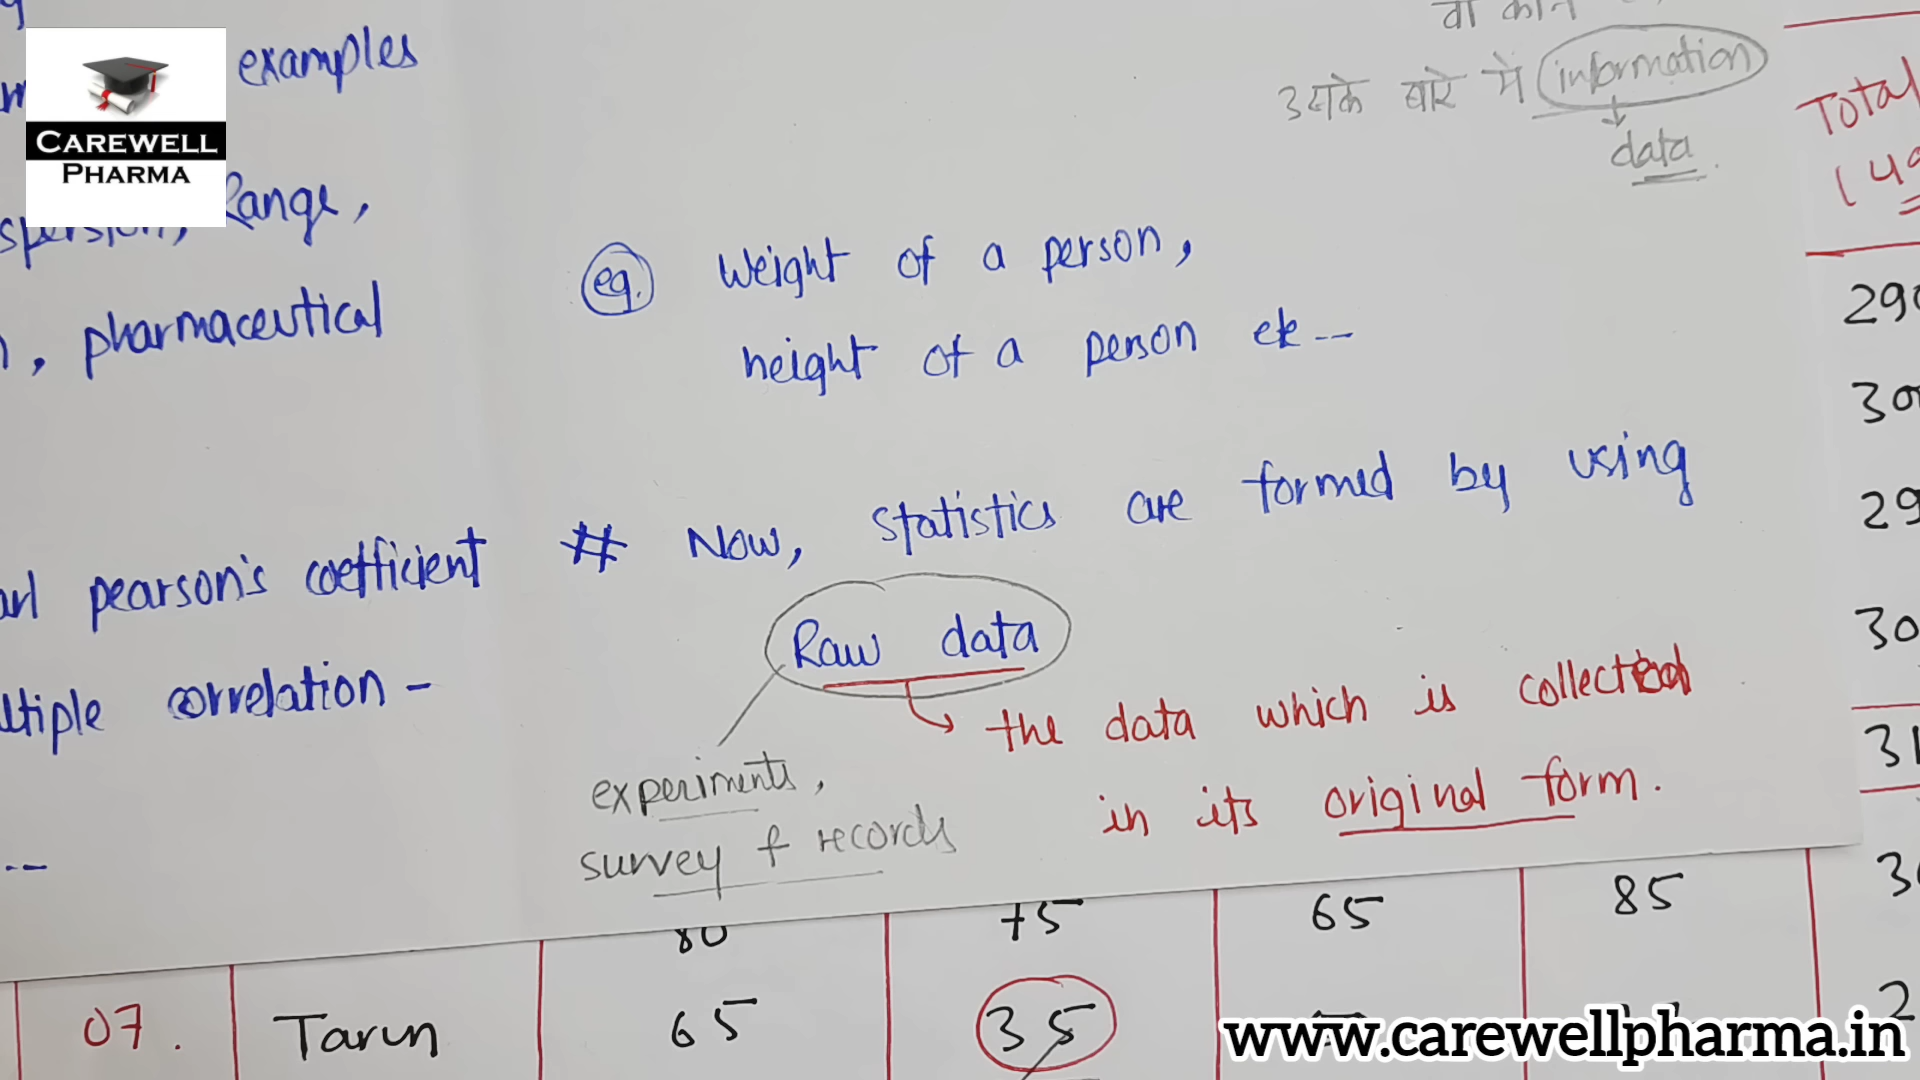 examples
CAREWELL
PHARMA
Range,
, pharmaceutical
pearson's coefficient
correlation -
--
उसके बारे में information
data.
Total
eg. Weight of a person,
height of a person etc --
# Now, Statistics are formed by using
Raw data
the data which is collected
in its original form.
experiments,
survey & records
80 75 65 85
07. Tarun 65 35
www.carewellpharma.in